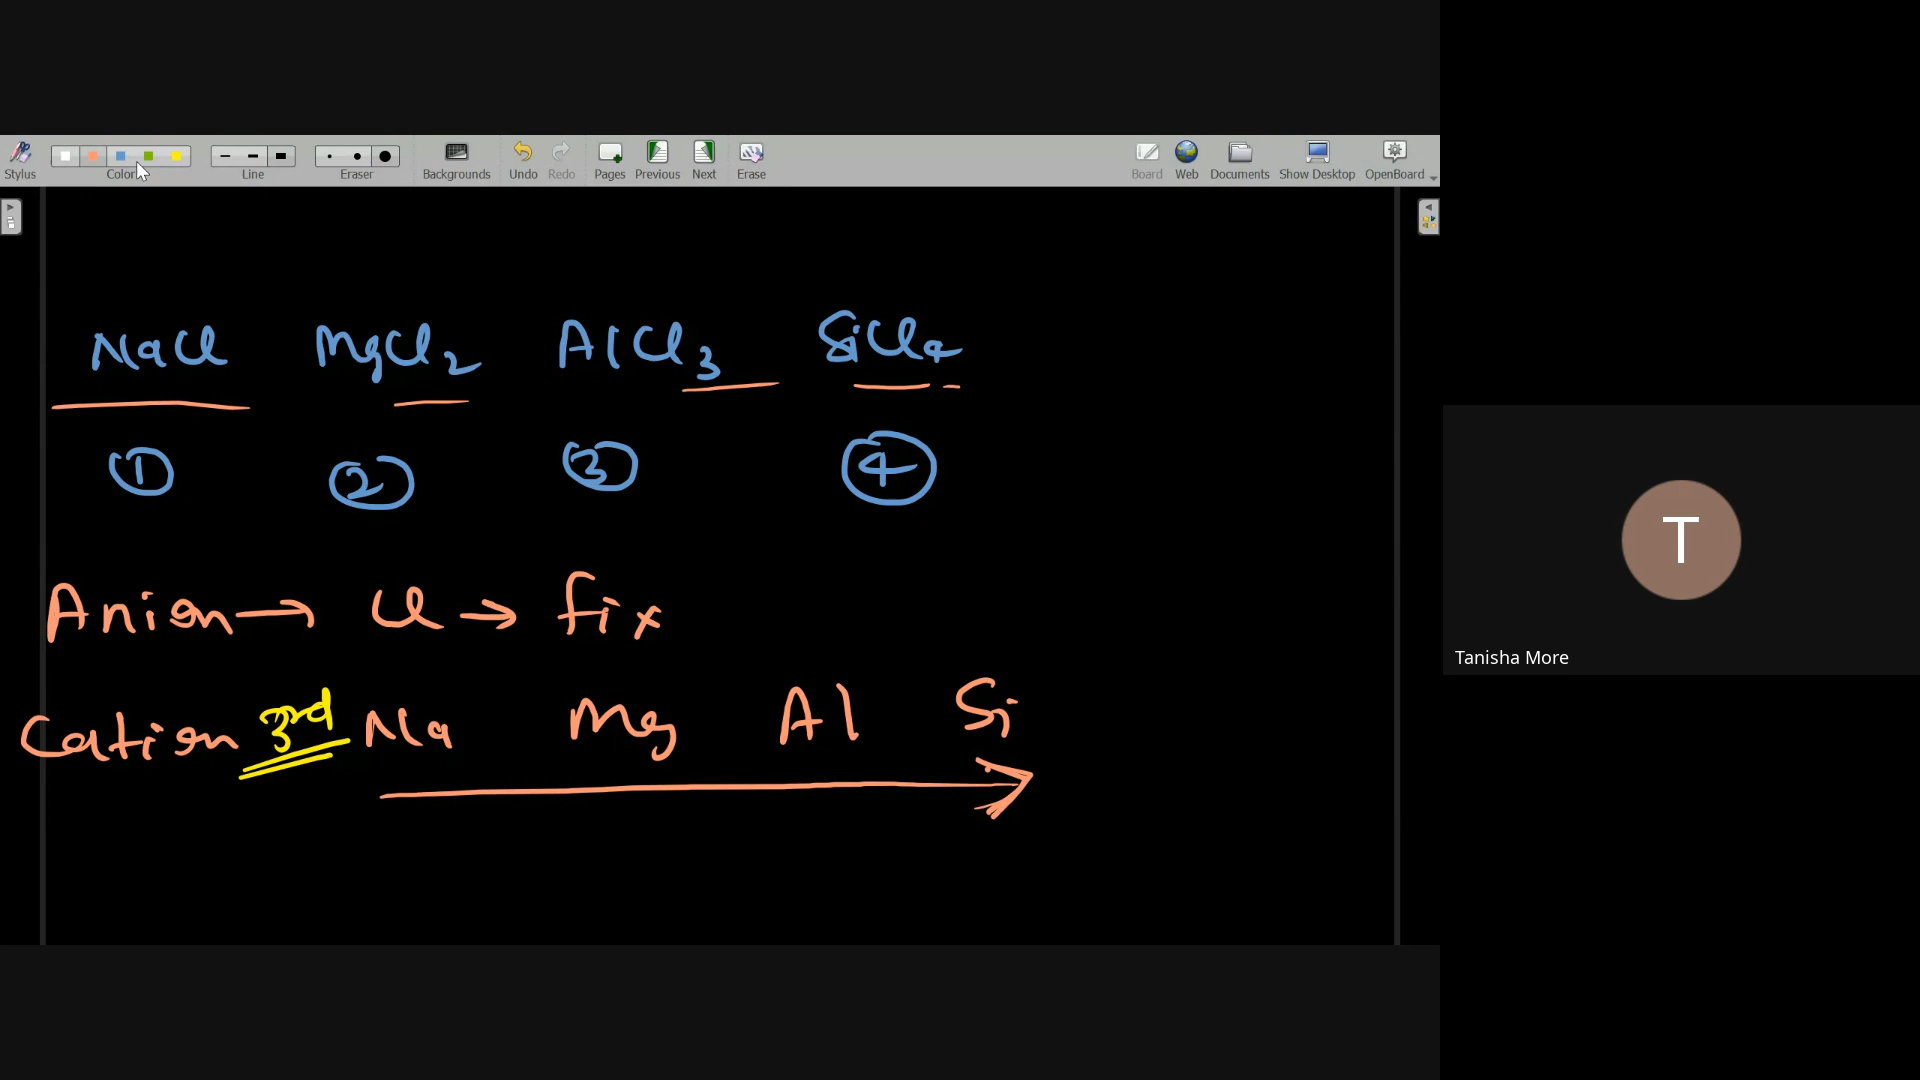 Stylus Color Line Eraser Backgrounds Undo Redo Pages Previous Next Erase Board Web Documents Show Desktop OpenBoard
NaCl MgCl2 AlCl3 SiCl4
1 2 3 4
Anion → Cl → fix
Cation 3rd Na Mg Al Si
T
Tanisha More